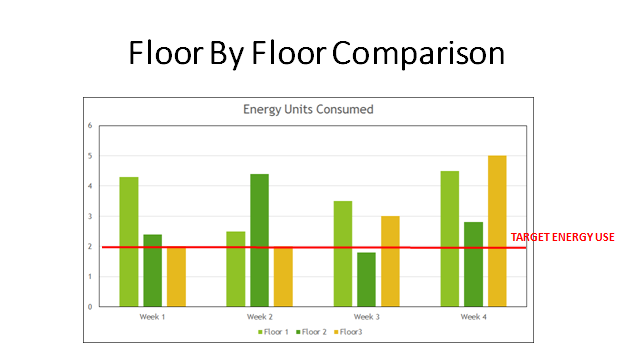 Floor By Floor Comparison
Energy Units Consumed
6
5
4
3
2
1
0
TARGET ENERGY USE
Week 1 Week 2 Week 3 Week 4
Floor 1 Floor 2 Floor3